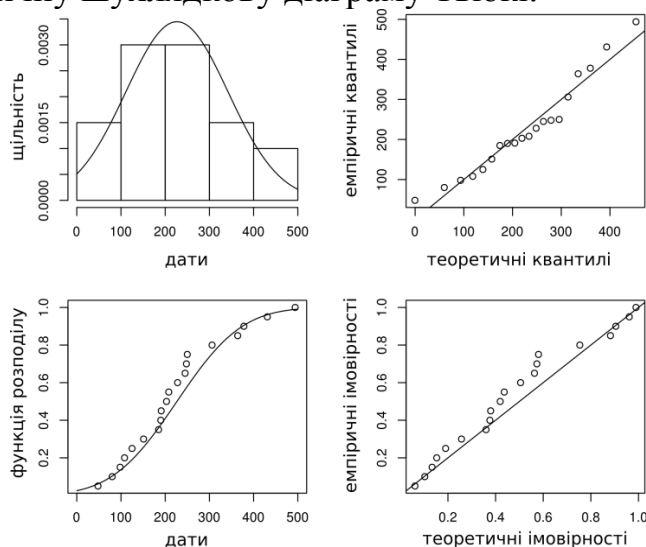 щільність
0.0000 0.0015 0.0030
0 100 200 300 400 500
дати
емпіричні квантилі
100 200 300 400 500
0 100 200 300 400
теоретичні квантилі
функція розподілу
0.2 0.4 0.6 0.8 1.0
0 100 200 300 400 500
дати
емпіричні імовірності
0.2 0.4 0.6 0.8 1.0
0.2 0.4 0.6 0.8 1.0
теоретичні імовірності